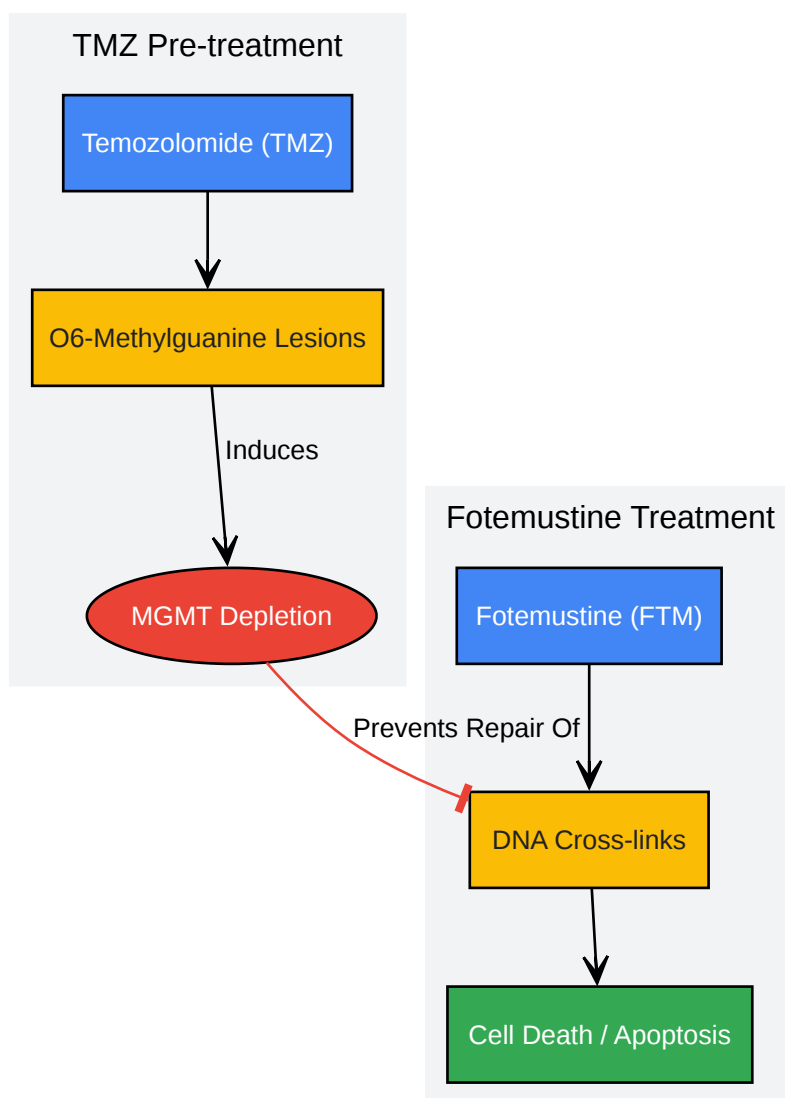 TMZ Pre-treatment
Temozolomide (TMZ)
O6-Methylguanine Lesions
Induces
MGMT Depletion
Fotemustine Treatment
Fotemustine (FTM)
Prevents Repair Of
DNA Cross-links
Cell Death / Apoptosis